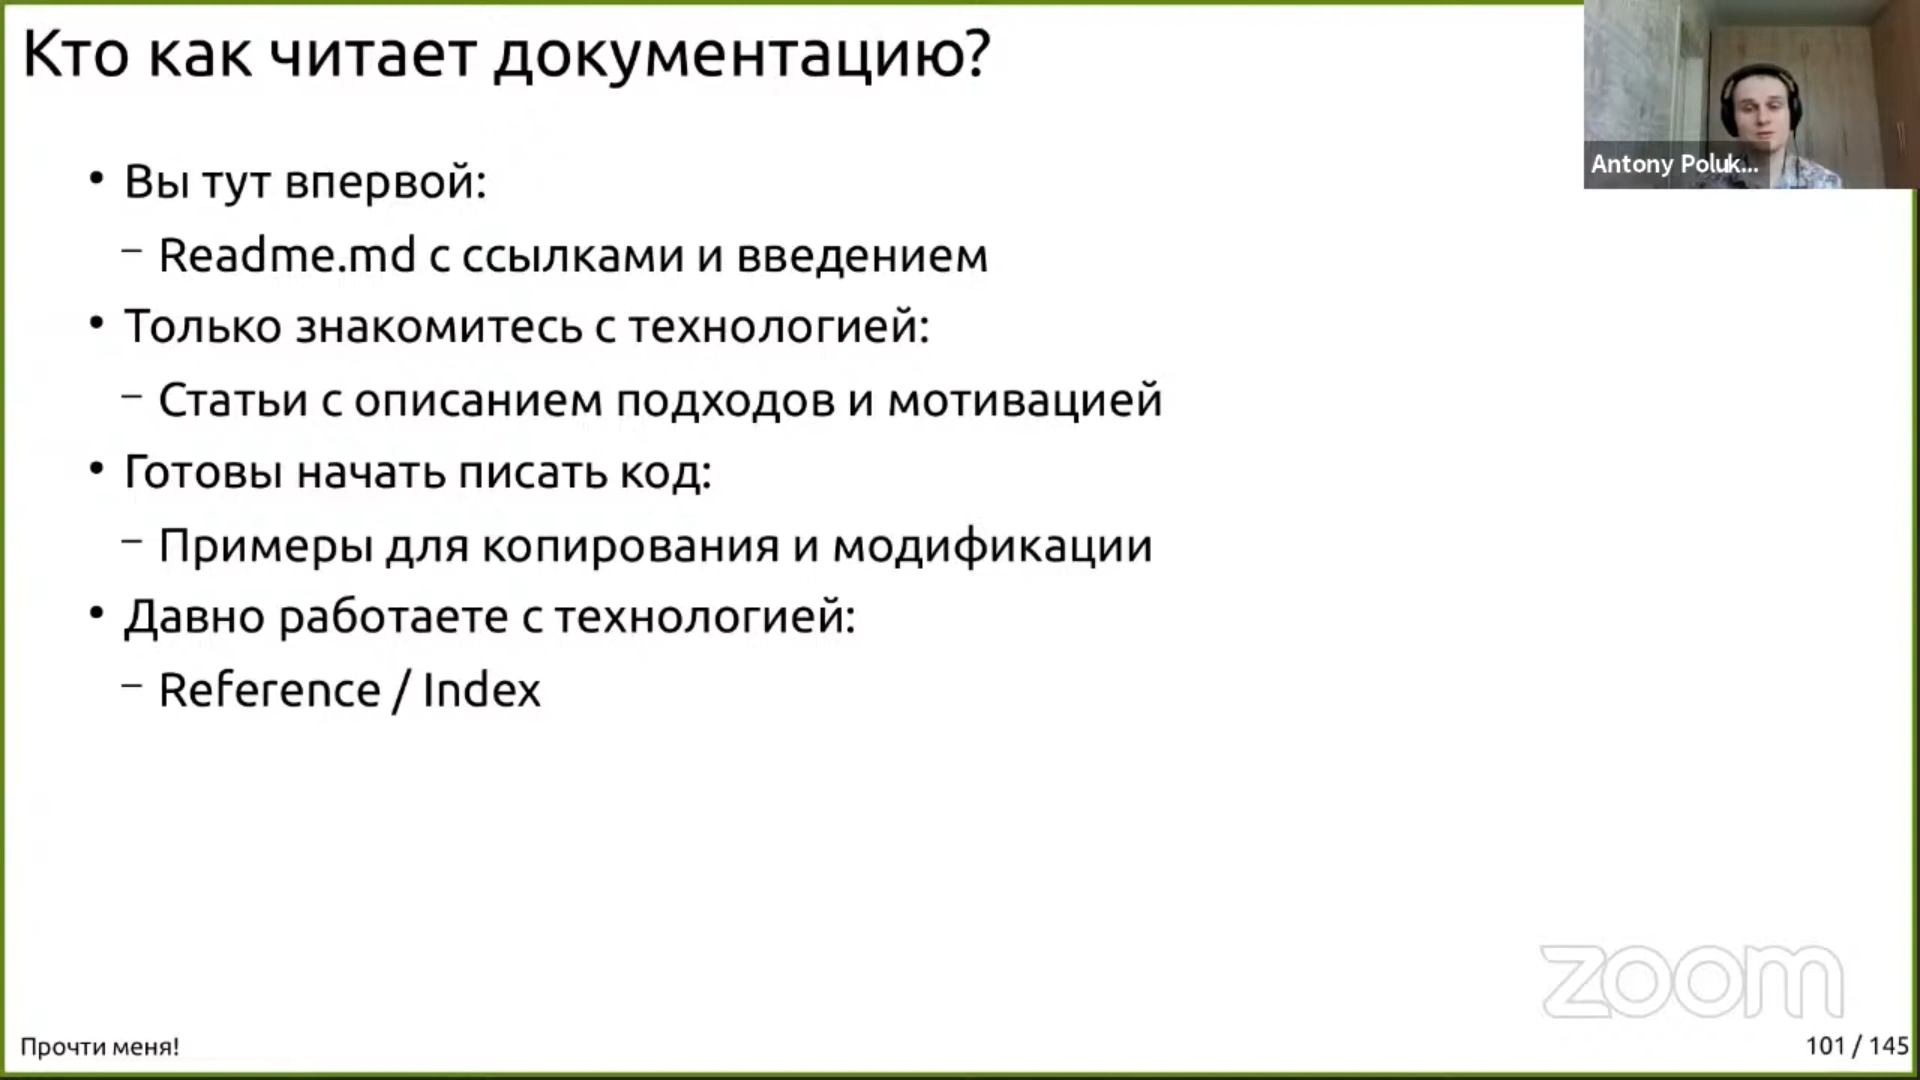 Кто как читает документацию?
Antony Poluk...
• Вы тут впервой:
– Readme.md с ссылками и введением
• Только знакомитесь с технологией:
– Статьи с описанием подходов и мотивацией
• Готовы начать писать код:
– Примеры для копирования и модификации
• Давно работаете с технологией:
– Reference / Index
zoom
Прочти меня!
101 / 145